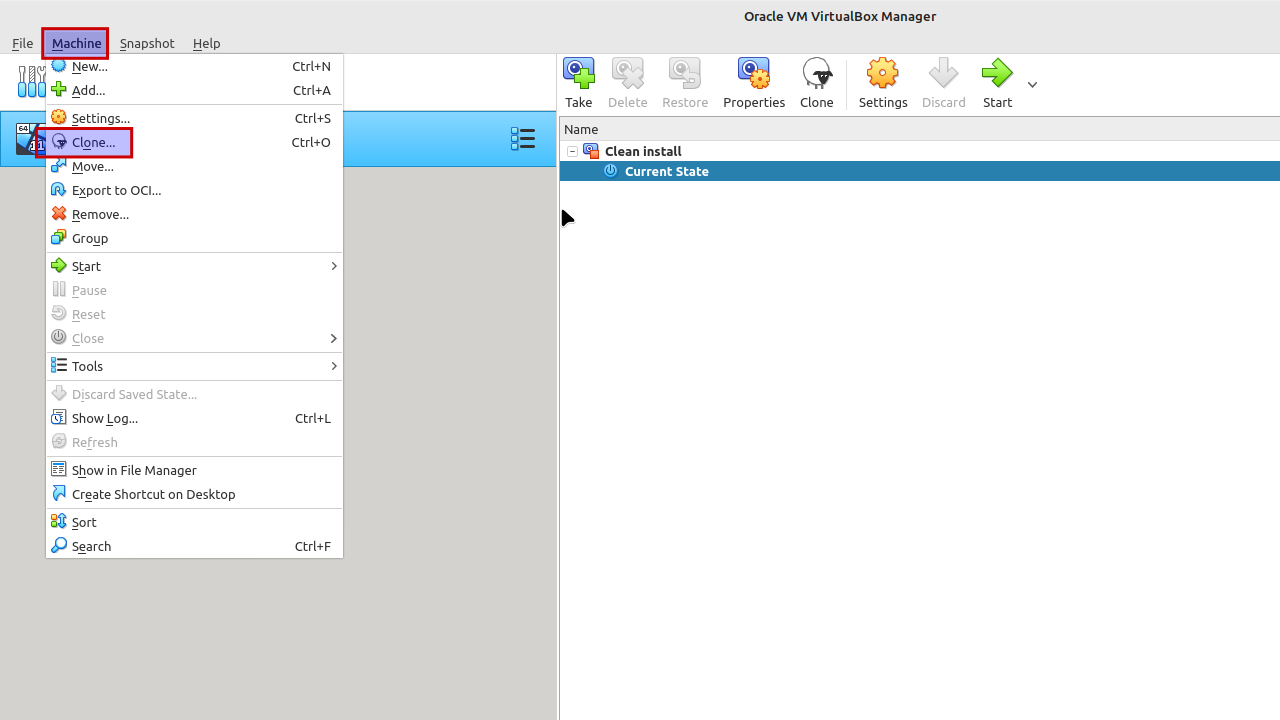 Oracle VM VirtualBox Manager
File Machine Snapshot Help
New... Ctrl+N
Add... Ctrl+A
Settings... Ctrl+S
Clone... Ctrl+O
Move...
Export to OCI...
Remove...
Group
Start
Pause
Reset
Close
Tools
Discard Saved State...
Show Log... Ctrl+L
Refresh
Show in File Manager
Create Shortcut on Desktop
Sort
Search Ctrl+F
64
11
Take Delete Restore Properties Clone Settings Discard Start
Name
Clean install
Current State